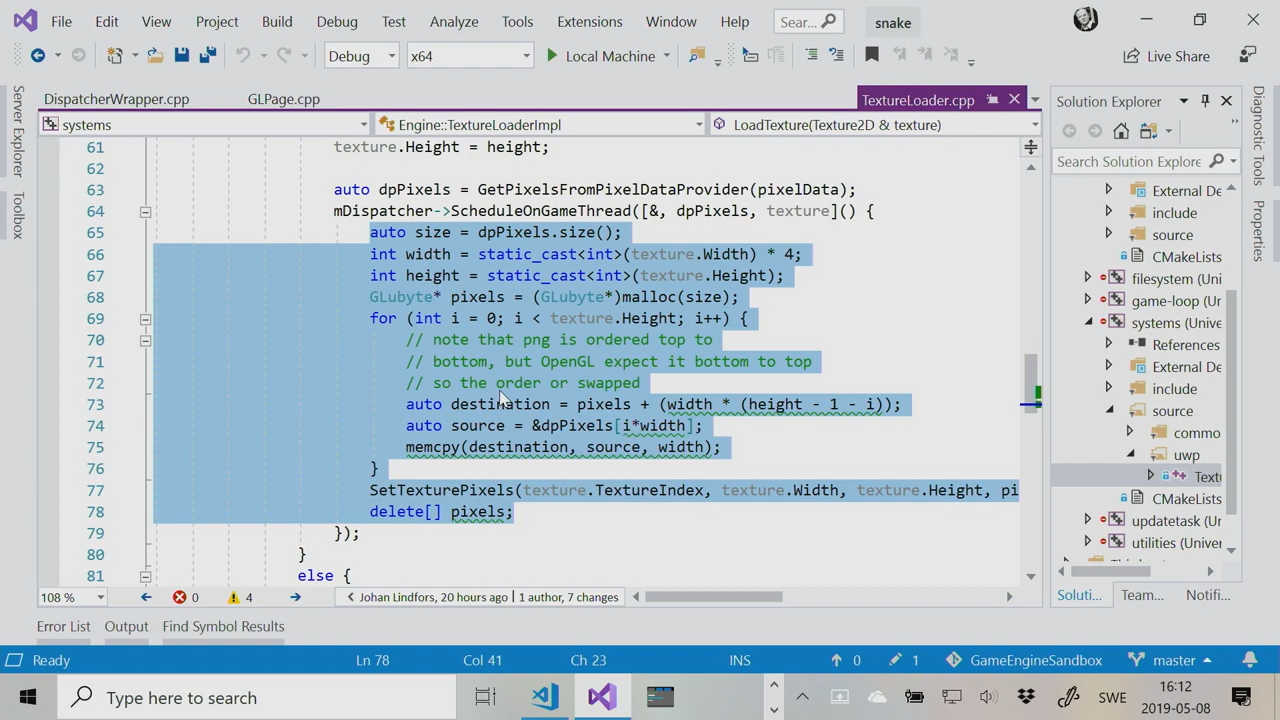 File Edit View Project Build Debug Test Analyze Tools Extensions Window Help Sear... snake
Debug x64 Local Machine Live Share
DispatcherWrapper.cpp GLPage.cpp TextureLoader.cpp
systems Engine::TextureLoaderImpl LoadTexture(Texture2D & texture)
61 texture.Height = height;
62
63 auto dpPixels = GetPixelsFromPixelDataProvider(pixelData);
64 mDispatcher->ScheduleOnGameThread([&, dpPixels, texture]() {
65 auto size = dpPixels.size();
66 int width = static_cast<int>(texture.Width) * 4;
67 int height = static_cast<int>(texture.Height);
68 GLubyte* pixels = (GLubyte*)malloc(size);
69 for (int i = 0; i < texture.Height; i++) {
70 // note that png is ordered top to
71 // bottom, but OpenGL expect it bottom to top
72 // so the order or swapped
73 auto destination = pixels + (width * (height - 1 - i));
74 auto source = &dpPixels[i*width];
75 memcpy(destination, source, width);
76 }
77 SetTexturePixels(texture.TextureIndex, texture.Width, texture.Height, pi
78 delete[] pixels;
79 });
80 }
81 else {
108 % 0 4 Johan Lindfors, 20 hours ago | 1 author, 7 changes
Error List Output Find Symbol Results
Ready Ln 78 Col 41 Ch 23 INS 0 1 GameEngineSandbox master
Type here to search SWE 16:12
2019-05-08
Server Explorer
Toolbox
Solution Explorer
Search Solution Explore
External De
include
source
CMakeLists
filesystem (Uni
game-loop (
systems (Unive
References
External De
include
source
commo
uwp
Text
CMakeLists
updatetask (U
utilities (Univer
Soluti... Team... Notifi...
Diagnostic Tools
Properties